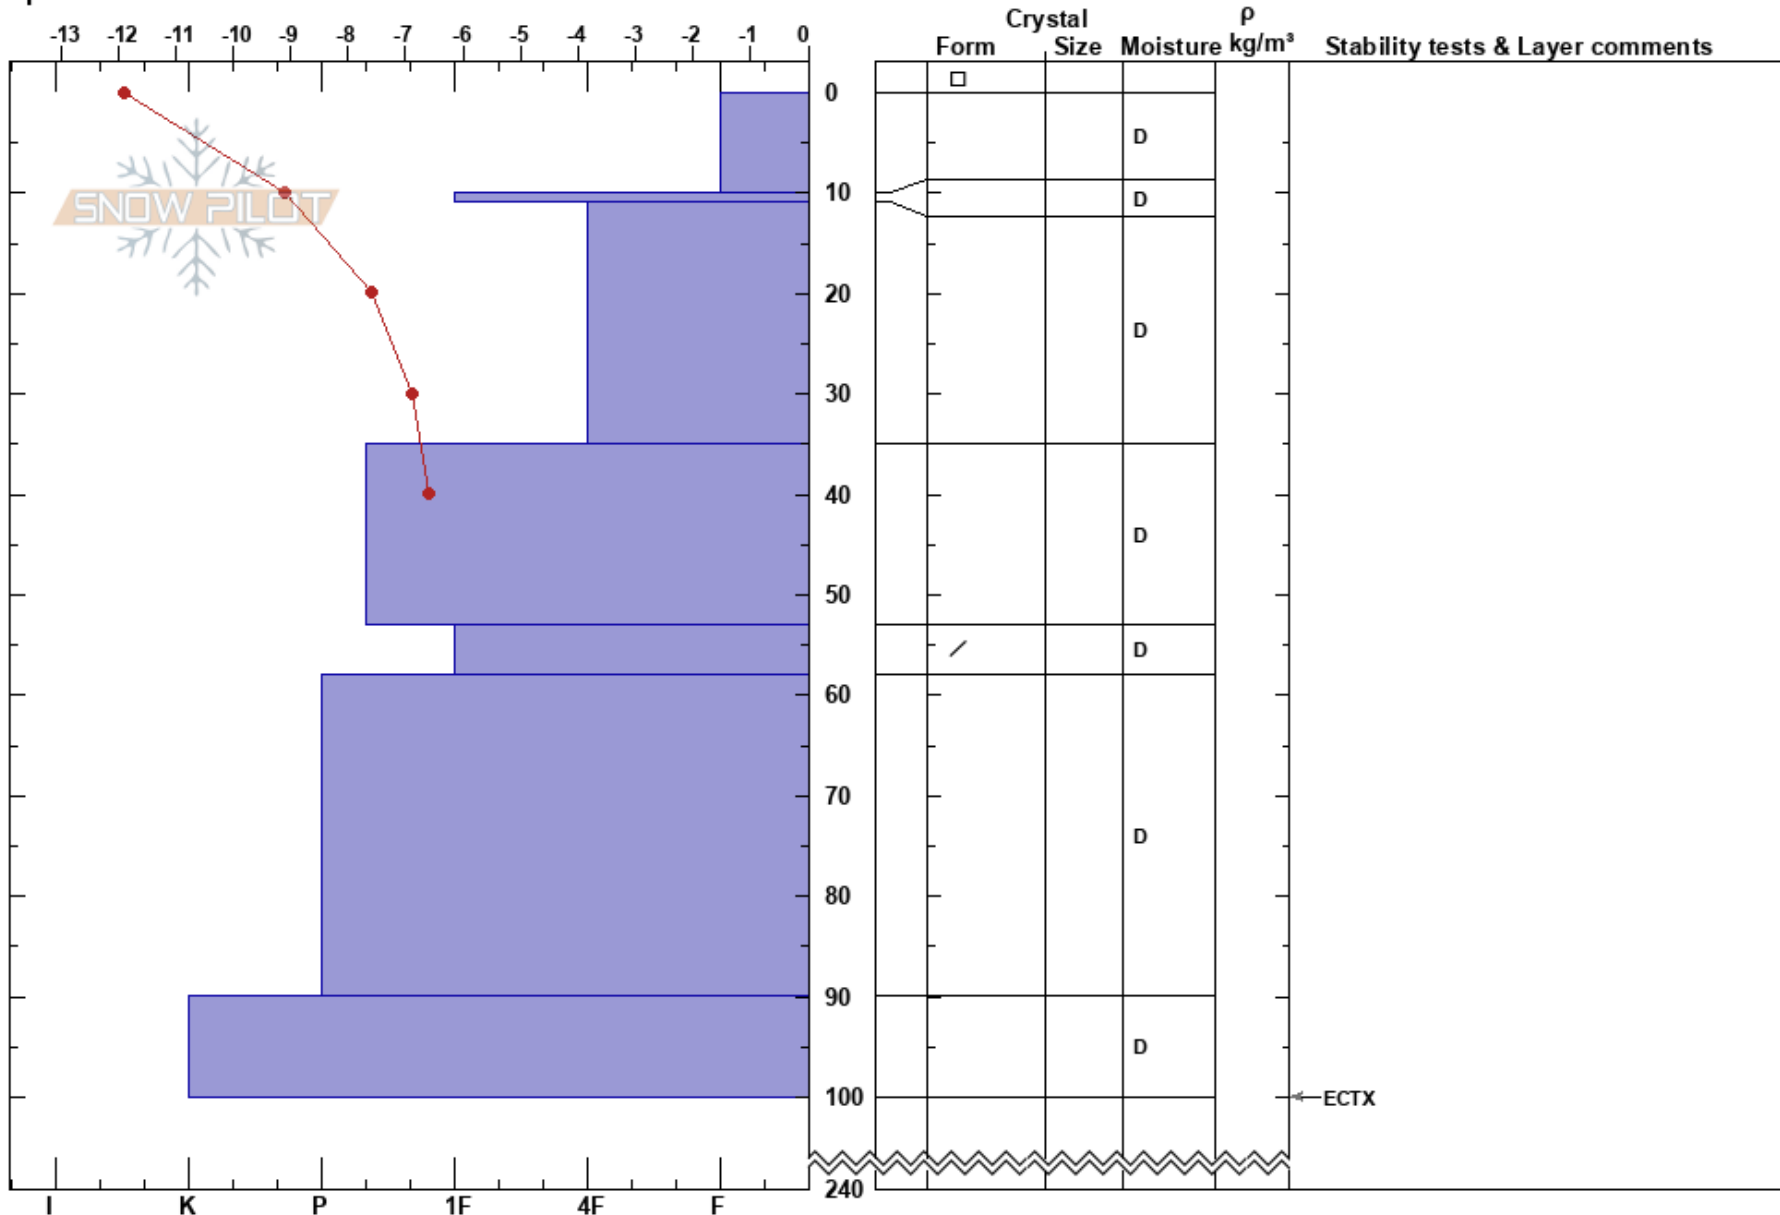 Crystal
ρ
-13 -12 -11 -10 -9 -8 -7 -6 -5 -4 -3 -2 -1 0
Form Size Moisture kg/m³ Stability tests & Layer comments
0
D
SNOW PILOT
10
D
20
D
30
40
D
50
D
60
70
D
80
90
D
100
ECTX
240
I K P 1F 4F F